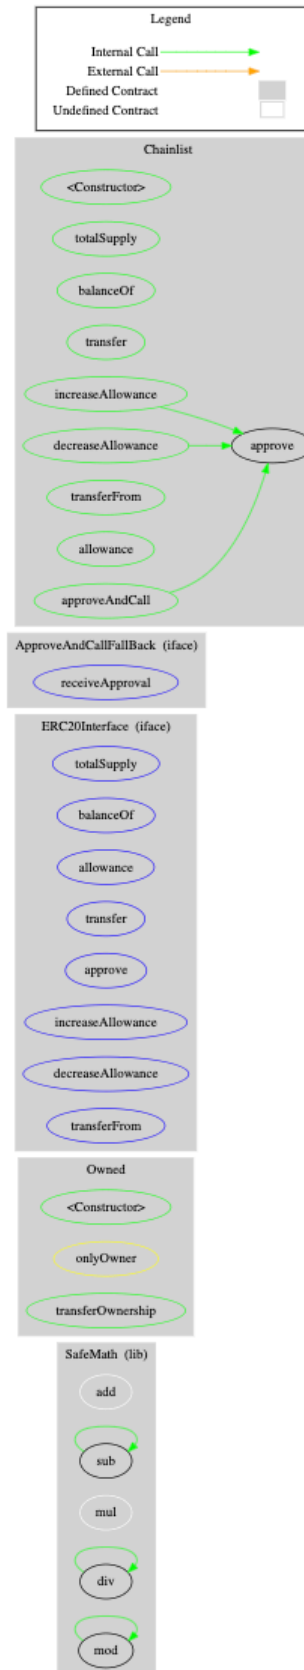 Legend
Internal Call
External Call
Defined Contract
Undefined Contract
Chainlist
<Constructor>
totalSupply
balanceOf
transfer
increaseAllowance
decreaseAllowance
approve
transferFrom
allowance
approveAndCall
ApproveAndCallFallBack (iface)
receiveApproval
ERC20Interface (iface)
totalSupply
balanceOf
allowance
transfer
approve
increaseAllowance
decreaseAllowance
transferFrom
Owned
<Constructor>
onlyOwner
transferOwnership
SafeMath (lib)
add
sub
mul
div
mod